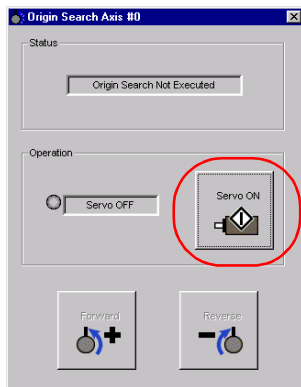 Origin Search Axis #0
Status
Origin Search Not Executed
Operation
Servo OFF
Servo ON
Forward
Reverse